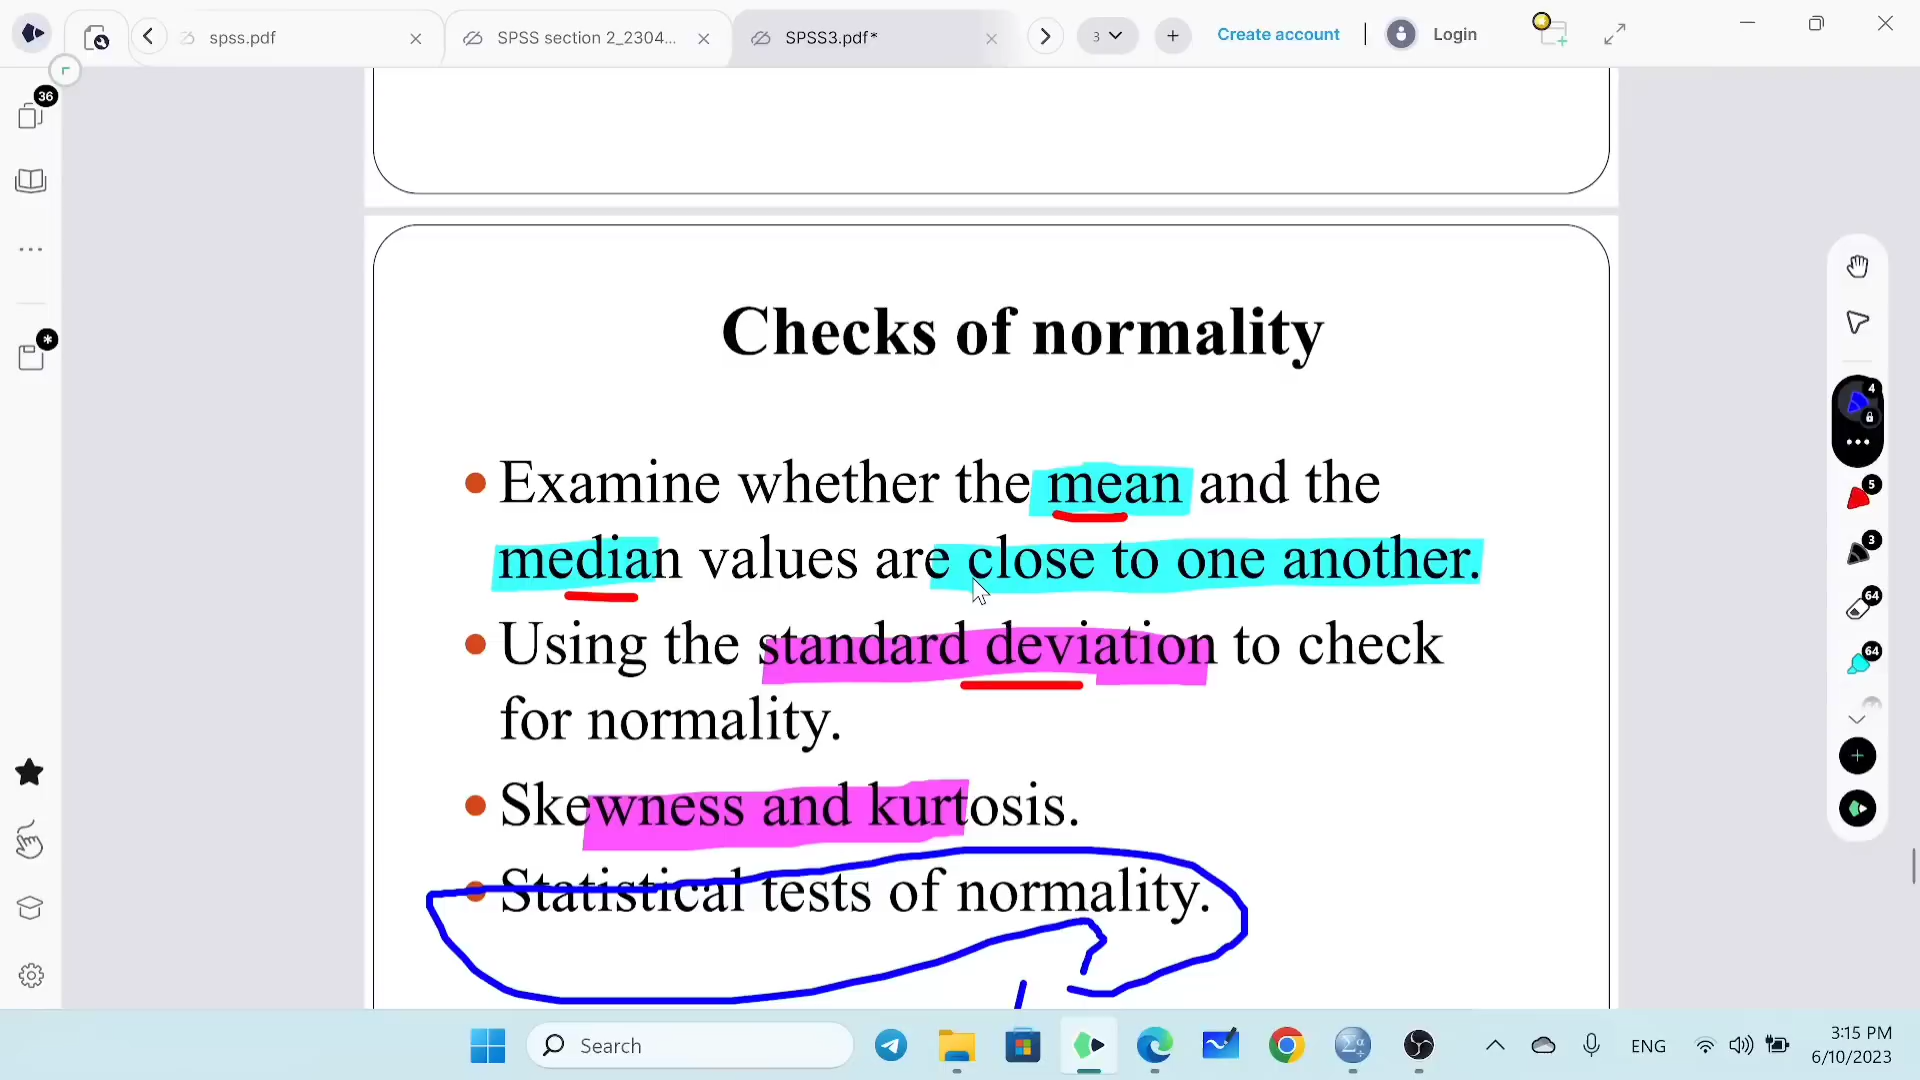 spss.pdf
SPSS section 2_2304...
SPSS3.pdf*
3
Create account
Login
36
Checks of normality
Examine whether the mean and the
median values are close to one another.
Using the standard deviation to check
for normality.
Skewness and kurtosis.
Statistical tests of normality.
4
5
3
64
64
Search
ENG
3:15 PM
6/10/2023